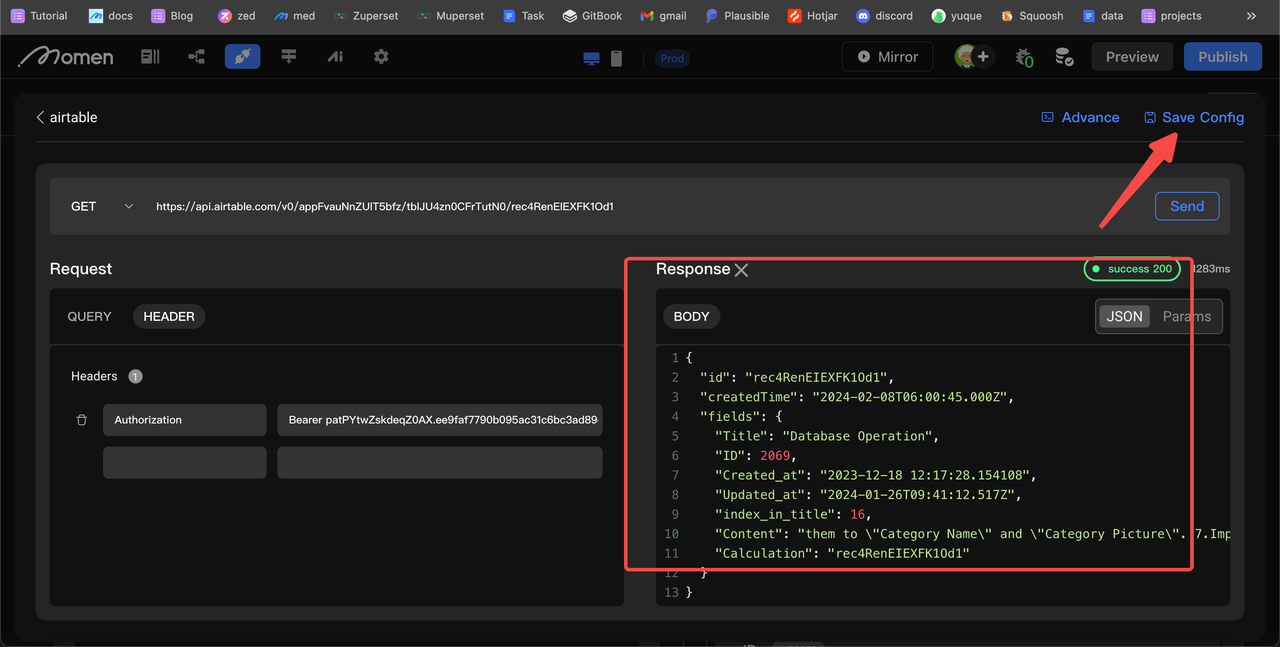 Tutorial docs Blog zed med Zuperset Muperset Task GitBook gmail Plausible Hotjar discord yuque Squoosh data projects »
Momen Ai Prod Mirror + 0 Preview Publish
airtable Advance Save Config
GET https://api.airtable.com/v0/appFvauNnZUIT5bfz/tblJU4zn0CFrTutN0/rec4RenEIEXFK1Od1 Send
Request
QUERY HEADER
Headers 1
Authorization Bearer patPYtwZskdeqZ0AX.ee9faf7790b095ac31c6bc3ad89
Response success 200 1283ms
BODY JSON Params
1 {
2 "id": "rec4RenEIEXFK1Od1",
3 "createdTime": "2024-02-08T06:00:45.000Z",
4 "fields": {
5 "Title": "Database Operation",
6 "ID": 2069,
7 "Created_at": "2023-12-18 12:17:28.154108",
8 "Updated_at": "2024-01-26T09:41:12.517Z",
9 "index_in_title": 16,
10 "Content": "them to \"Category Name\" and \"Category Picture\". 7.Imp
11 "Calculation": "rec4RenEIEXFK1Od1"
12 }
13 }